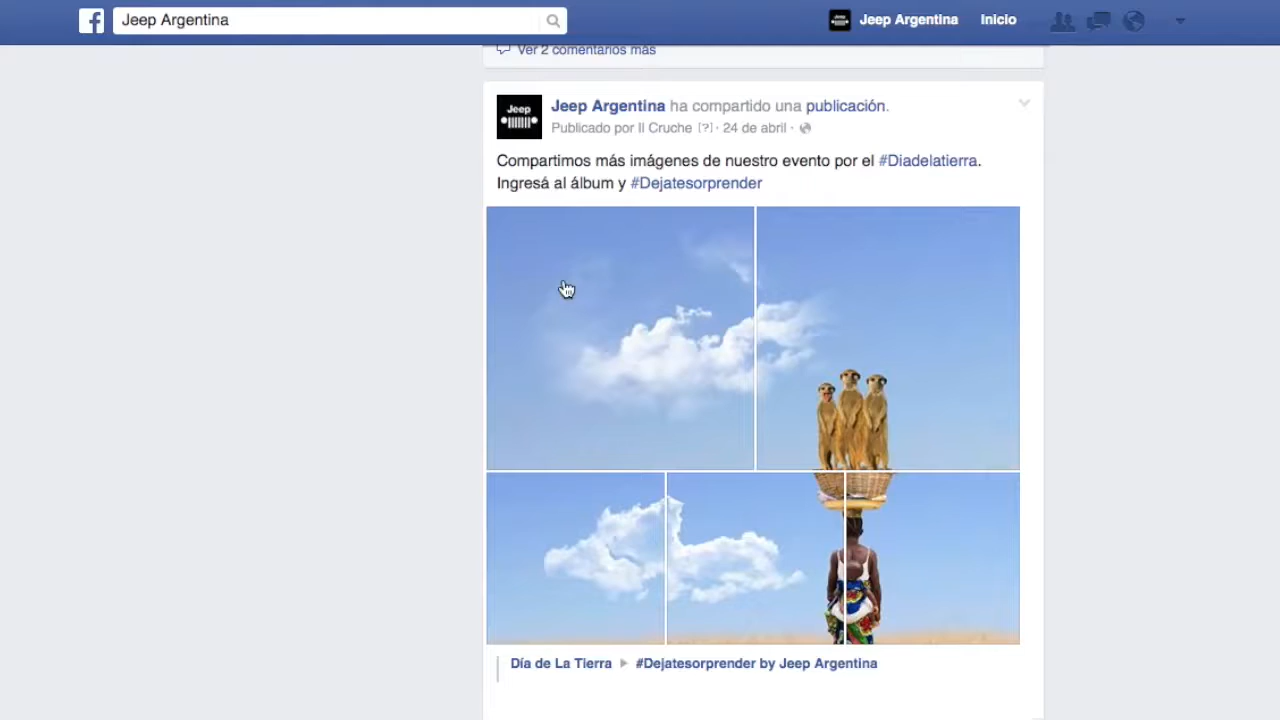 Jeep Argentina
Jeep Argentina Inicio
Ver 2 comentarios más
Jeep
Jeep Argentina ha compartido una publicación.
Publicado por Il Cruche [?] · 24 de abril ·
Compartimos más imágenes de nuestro evento por el #Diadelatierra.
Ingresá al álbum y #Dejatesorprender
Día de La Tierra ▸ #Dejatesorprender by Jeep Argentina